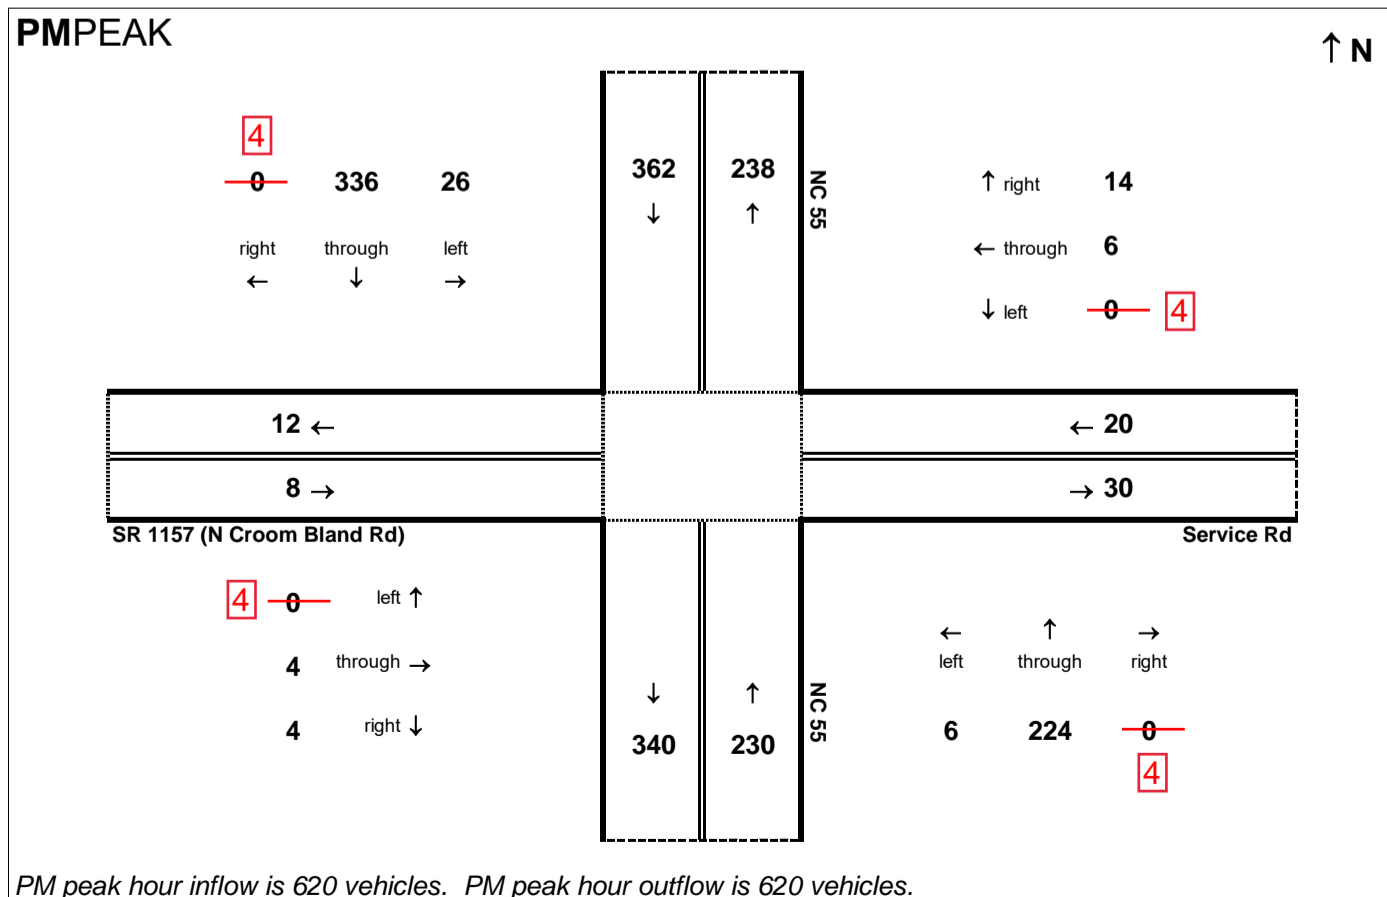 PMPEAK
↑ N
4
0 336 26
right through left
← ↓ →
362 238
↓ ↑
NC 55
↑ right 14
← through 6
↓ left 0 4
12 ←
8 →
← 20
→ 30
SR 1157 (N Croom Bland Rd)
Service Rd
4 0 left ↑
4 through →
4 right ↓
↓ ↑
340 230
NC 55
← ↑ →
left through right
6 224 0
4
PM peak hour inflow is 620 vehicles. PM peak hour outflow is 620 vehicles.